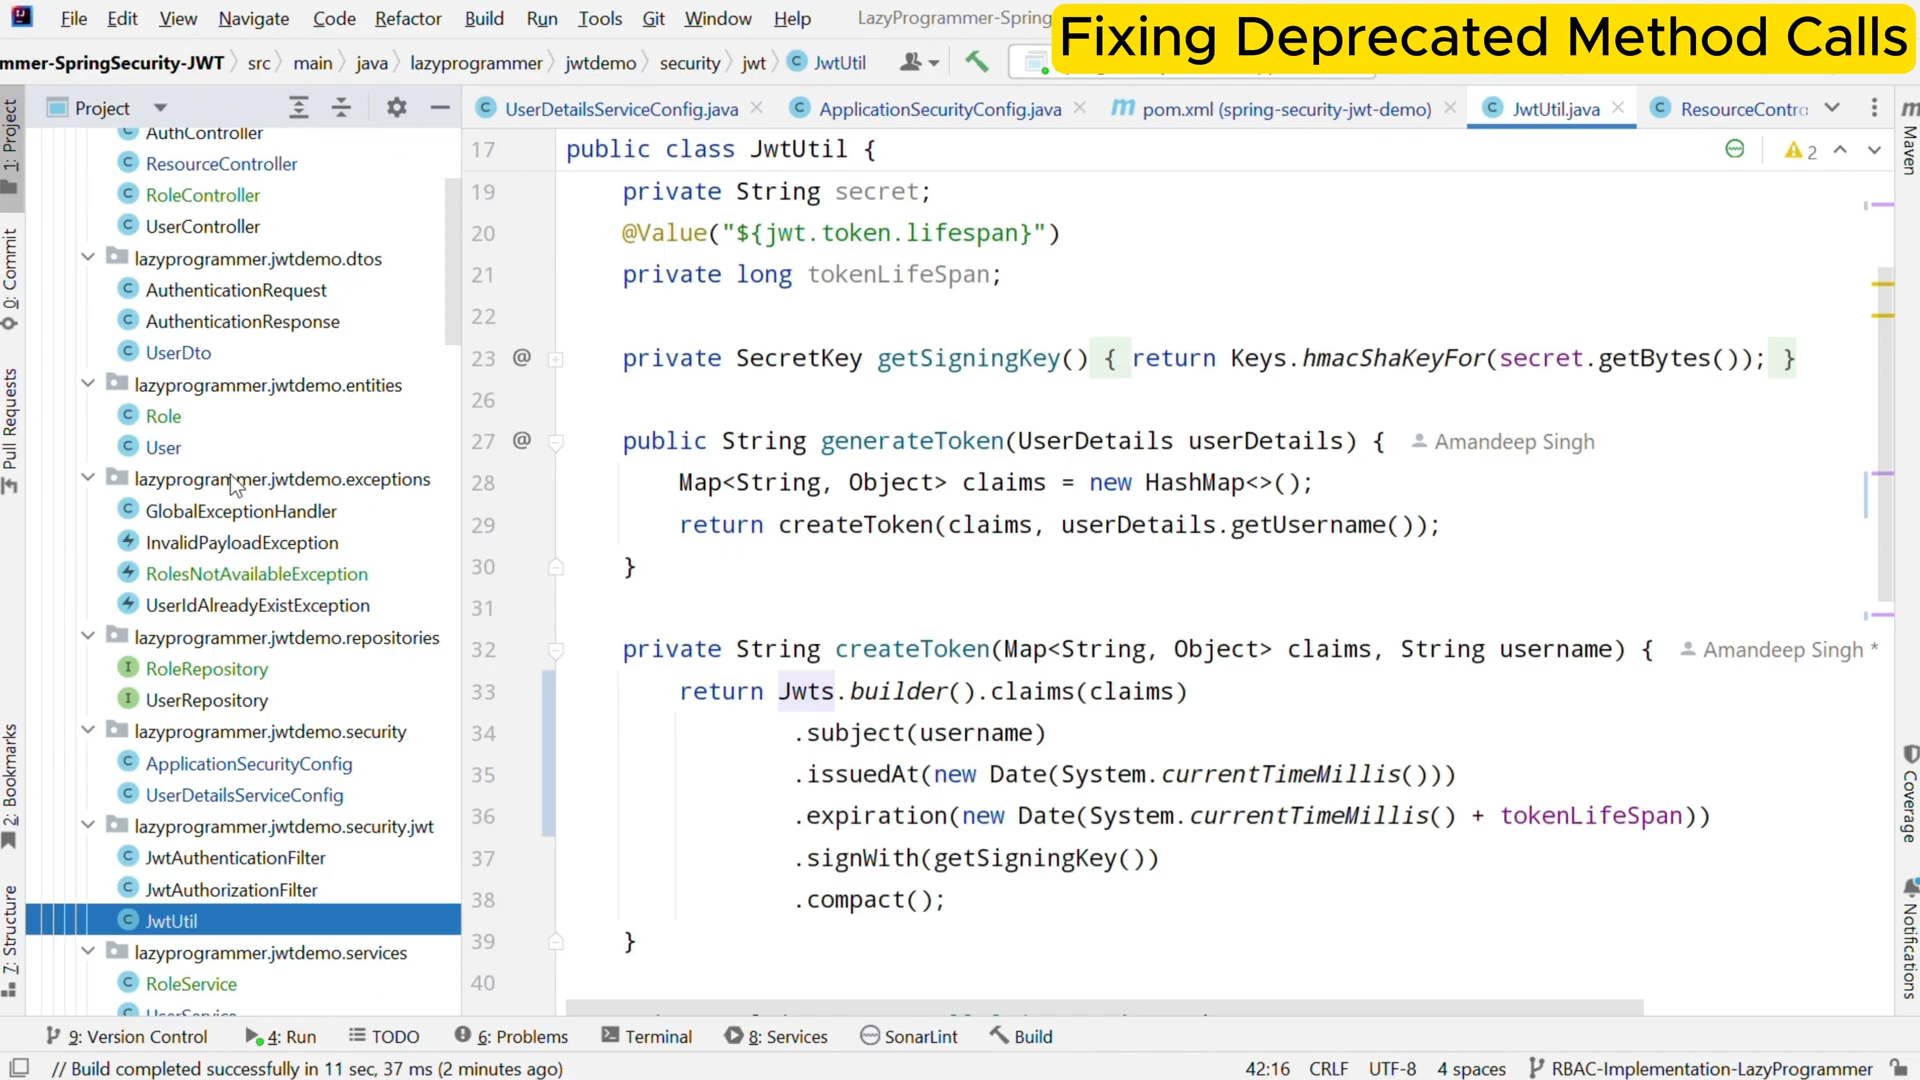 File Edit View Navigate Code Refactor Build Run Tools Git Window Help LazyProgrammer-Spring
Fixing Deprecated Method Calls
mmer-SpringSecurity-JWT src main java lazyprogrammer jwtdemo security jwt JwtUtil
Project
UserDetailsServiceConfig.java ApplicationSecurityConfig.java pom.xml (spring-security-jwt-demo) JwtUtil.java ResourceContro
1: Project
0: Commit
Pull Requests
2: Bookmarks
7: Structure
AuthController
ResourceController
RoleController
UserController
lazyprogrammer.jwtdemo.dtos
AuthenticationRequest
AuthenticationResponse
UserDto
lazyprogrammer.jwtdemo.entities
Role
User
lazyprogrammer.jwtdemo.exceptions
GlobalExceptionHandler
InvalidPayloadException
RolesNotAvailableException
UserIdAlreadyExistException
lazyprogrammer.jwtdemo.repositories
RoleRepository
UserRepository
lazyprogrammer.jwtdemo.security
ApplicationSecurityConfig
UserDetailsServiceConfig
lazyprogrammer.jwtdemo.security.jwt
JwtAuthenticationFilter
JwtAuthorizationFilter
JwtUtil
lazyprogrammer.jwtdemo.services
RoleService
17 public class JwtUtil { 2
19 private String secret;
20 @Value("${jwt.token.lifespan}")
21 private long tokenLifeSpan;
22
23 @ private SecretKey getSigningKey() { return Keys.hmacShaKeyFor(secret.getBytes()); }
26
27 @ public String generateToken(UserDetails userDetails) { Amandeep Singh
28 Map<String, Object> claims = new HashMap<>();
29 return createToken(claims, userDetails.getUsername());
30 }
31
32 private String createToken(Map<String, Object> claims, String username) { Amandeep Singh *
33 return Jwts.builder().claims(claims)
34 .subject(username)
35 .issuedAt(new Date(System.currentTimeMillis()))
36 .expiration(new Date(System.currentTimeMillis() + tokenLifeSpan))
37 .signWith(getSigningKey())
38 .compact();
39 }
40
m Maven
Coverage
Notifications
9: Version Control 4: Run TODO 6: Problems Terminal 8: Services SonarLint Build
// Build completed successfully in 11 sec, 37 ms (2 minutes ago) 42:16 CRLF UTF-8 4 spaces RBAC-Implementation-LazyProgrammer